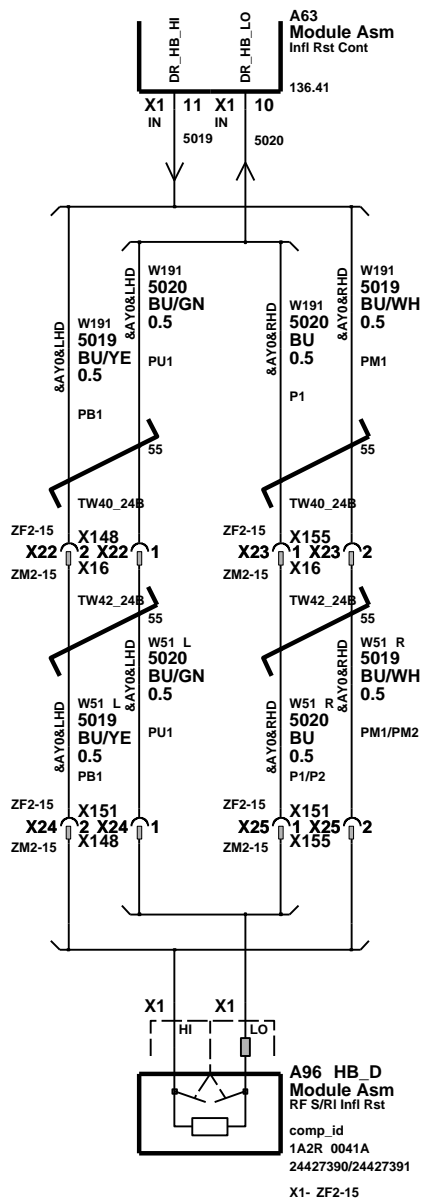 A63
Module Asm
Infl Rst Cont
136.41
DR_HB_HI
DR_HB_LO
X1 11 X1 10
IN IN
5019
5020
&AY0&LHD
W191
5019
BU/YE
0.5
PB1
&AY0&LHD
W191
5020
BU/GN
0.5
PU1
&AY0&RHD
W191
5020
BU
0.5
P1
&AY0&RHD
W191
5019
BU/WH
0.5
PM1
55
55
TW40_24B
TW40_24B
ZF2-15 X148
X22 2 X22 1
ZM2-15 X16
ZF2-15 X155
X23 1 X23 2
ZM2-15 X16
TW42_24B
55
TW42_24B
55
&AY0&LHD
W51 L
5019
BU/YE
0.5
PB1
&AY0&LHD
W51 L
5020
BU/GN
0.5
PU1
&AY0&RHD
W51 R
5020
BU
0.5
P1/P2
&AY0&RHD
W51 R
5019
BU/WH
0.5
PM1/PM2
ZF2-15 X151
X24 2 X24 1
ZM2-15 X148
ZF2-15 X151
X25 1 X25 2
ZM2-15 X155
X1 X1
HI LO
A96 HB_D
Module Asm
RF S/RI Infl Rst
comp_id
1A2R 0041A
24427390/24427391
X1- ZF2-15